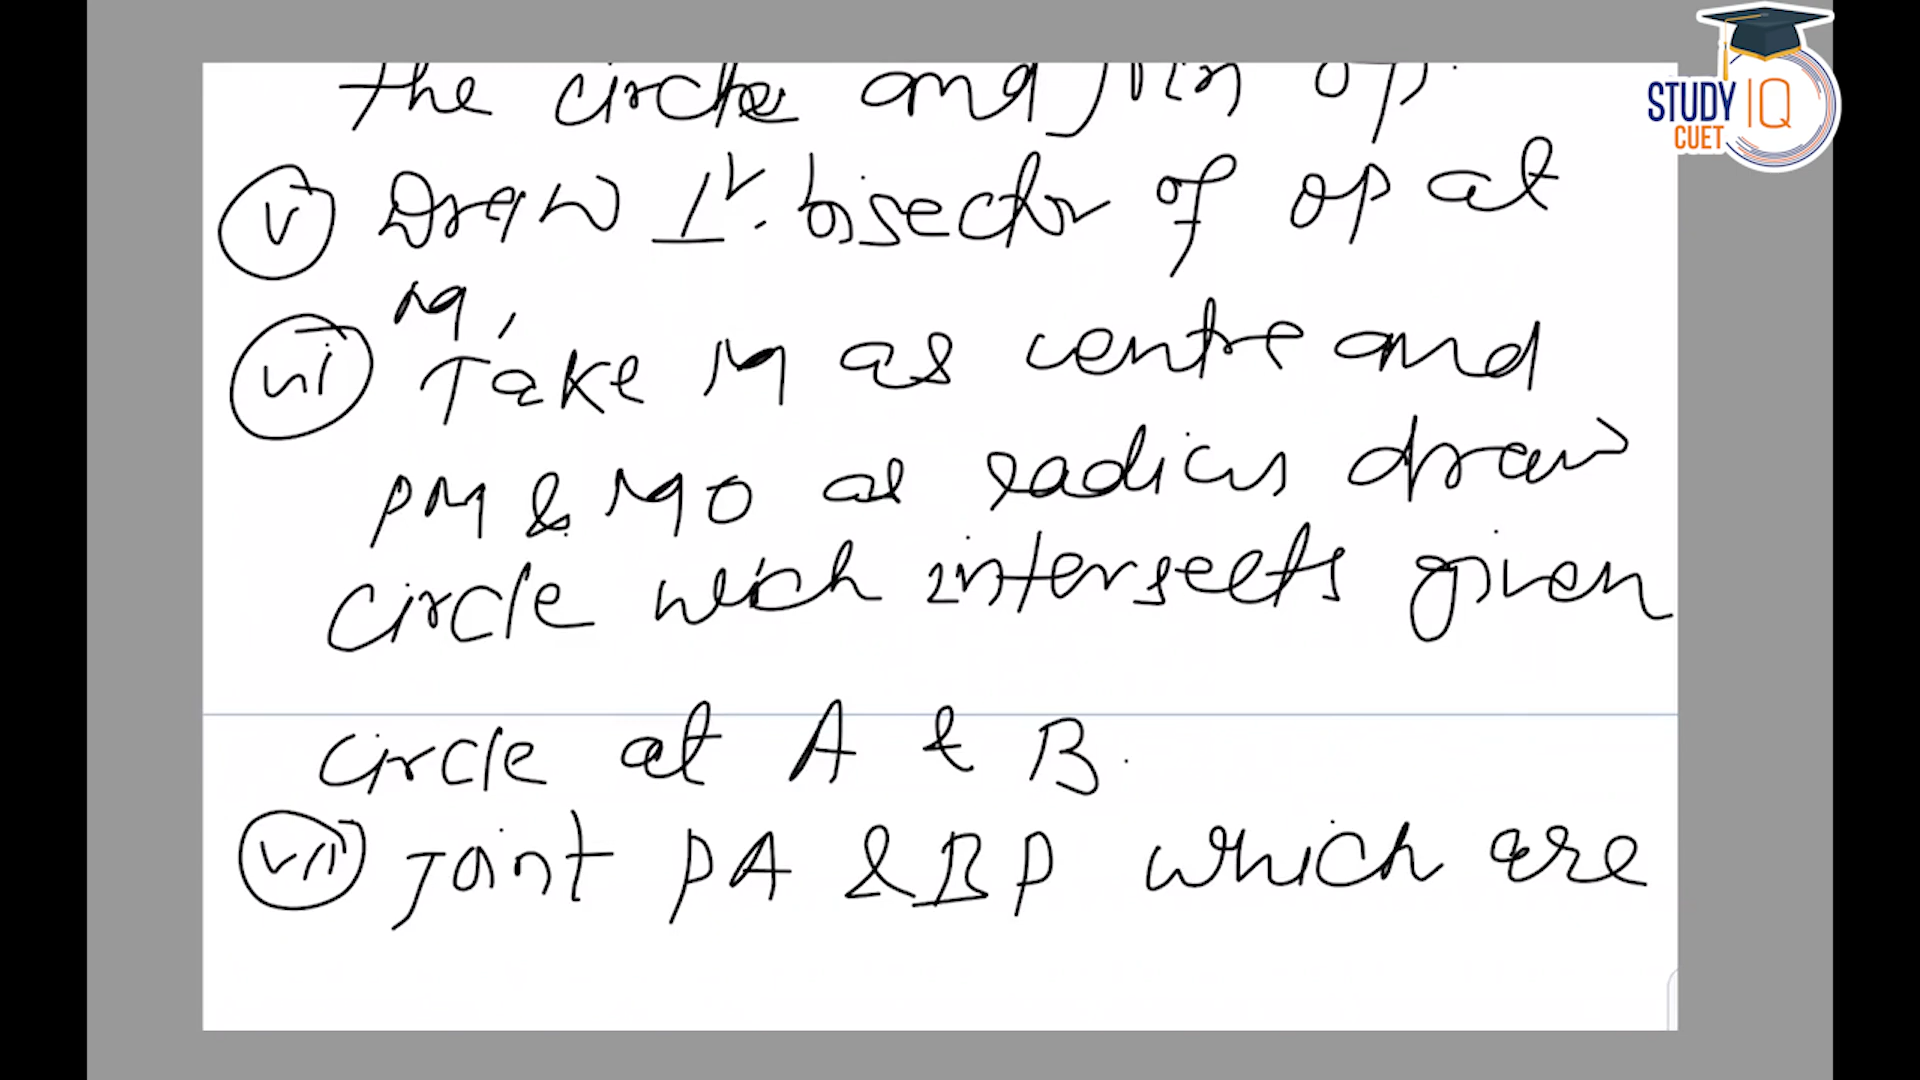 the circle and join OP.
STUDY IQ
CUET
v Draw ⊥r. bisector of OP at
M,
vi Take M as centre and
PM & MO as radius draw
circle wich intersects given
circle at A & B.
vii Joint PA & BP which are